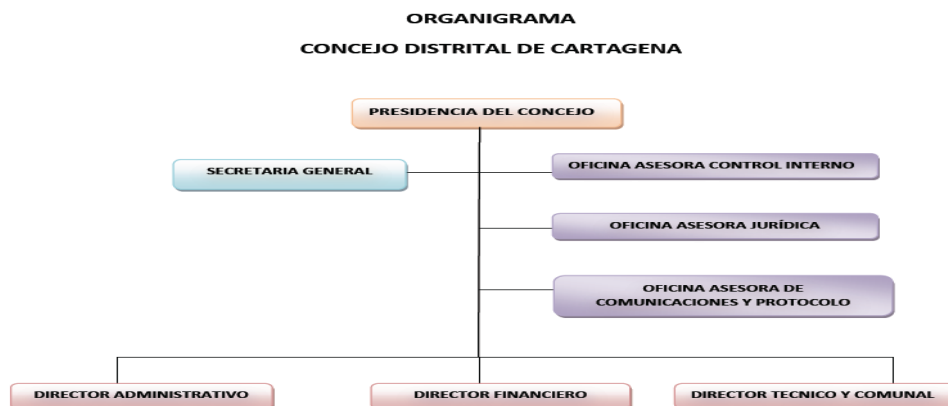 ORGANIGRAMA
CONCEJO DISTRITAL DE CARTAGENA
PRESIDENCIA DEL CONCEJO
SECRETARIA GENERAL
OFICINA ASESORA CONTROL INTERNO
OFICINA ASESORA JURÍDICA
OFICINA ASESORA DE
COMUNICACIONES Y PROTOCOLO
DIRECTOR ADMINISTRATIVO
DIRECTOR FINANCIERO
DIRECTOR TECNICO Y COMUNAL